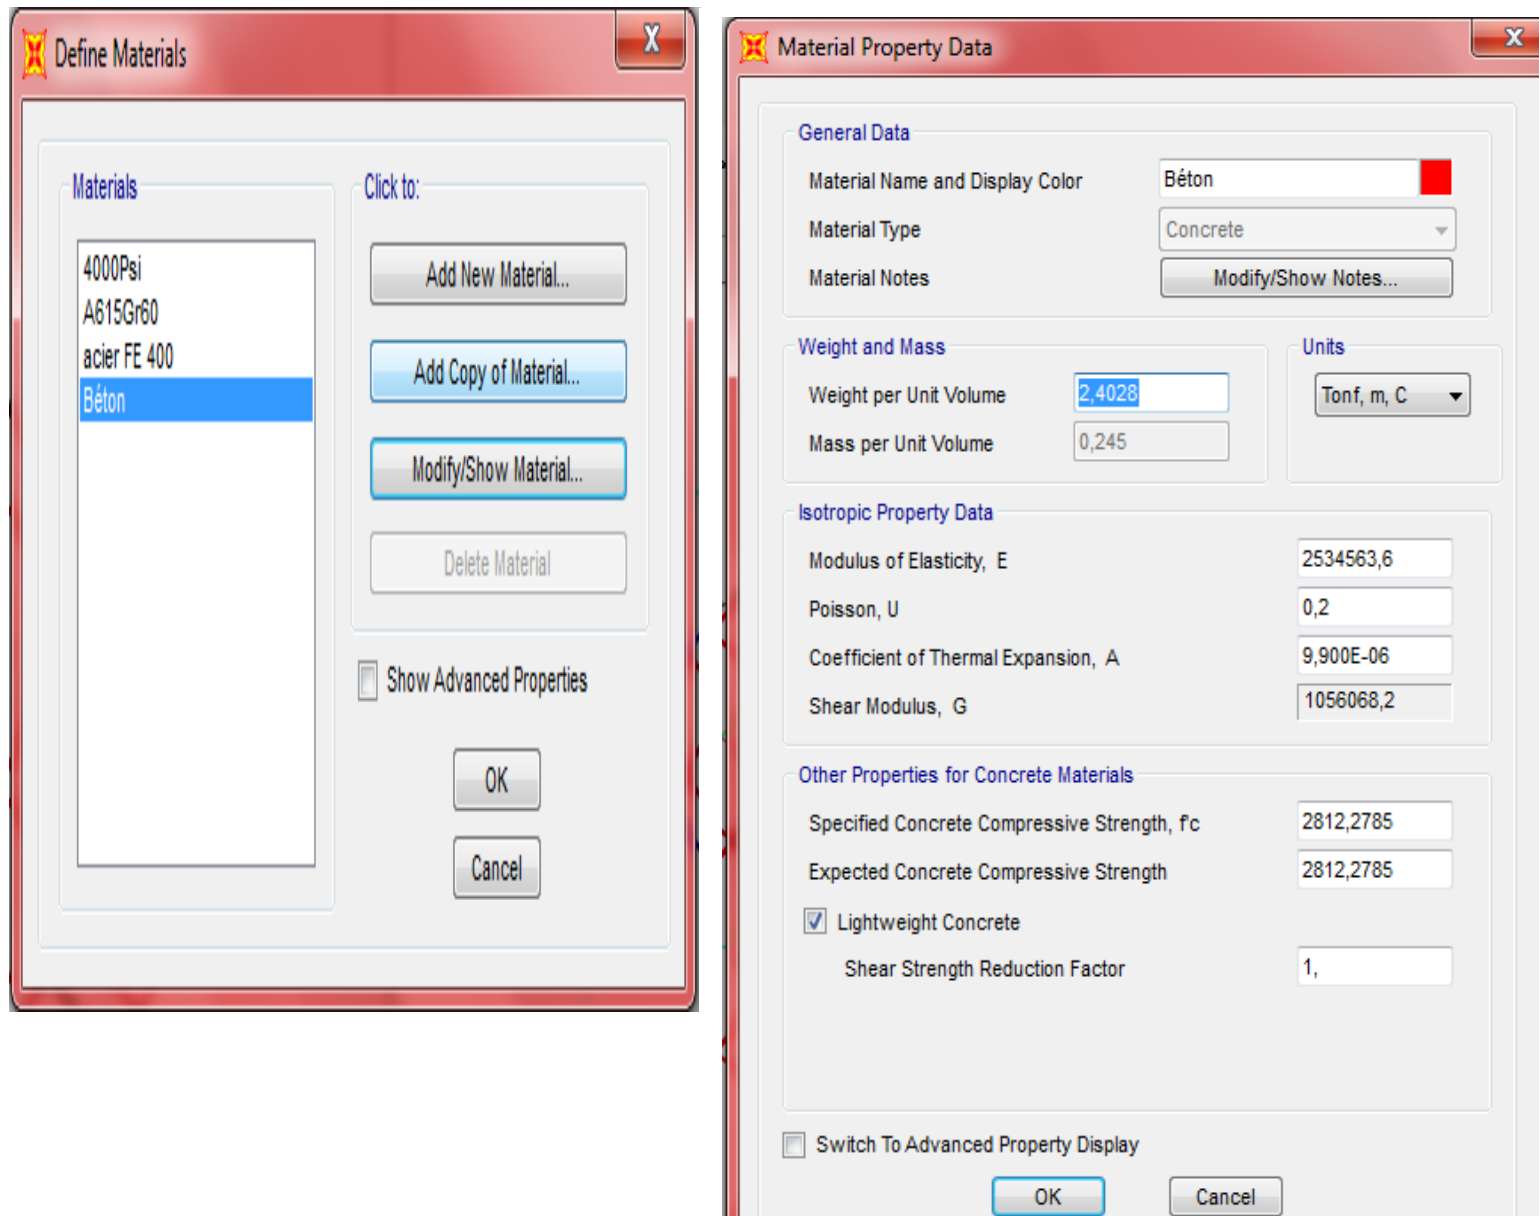 Define Materials
X
Materials
4000Psi
A615Gr60
acier FE 400
Béton
Click to:
Add New Material...
Add Copy of Material...
Modify/Show Material...
Delete Material
Show Advanced Properties
OK
Cancel
Material Property Data
X
General Data
Material Name and Display Color Béton
Material Type Concrete
Material Notes Modify/Show Notes...
Weight and Mass
Weight per Unit Volume 2,4028
Mass per Unit Volume 0,245
Units
Tonf, m, C
Isotropic Property Data
Modulus of Elasticity, E 2534563,6
Poisson, U 0,2
Coefficient of Thermal Expansion, A 9,900E-06
Shear Modulus, G 1056068,2
Other Properties for Concrete Materials
Specified Concrete Compressive Strength, f'c 2812,2785
Expected Concrete Compressive Strength 2812,2785
Lightweight Concrete
Shear Strength Reduction Factor 1,
Switch To Advanced Property Display
OK
Cancel